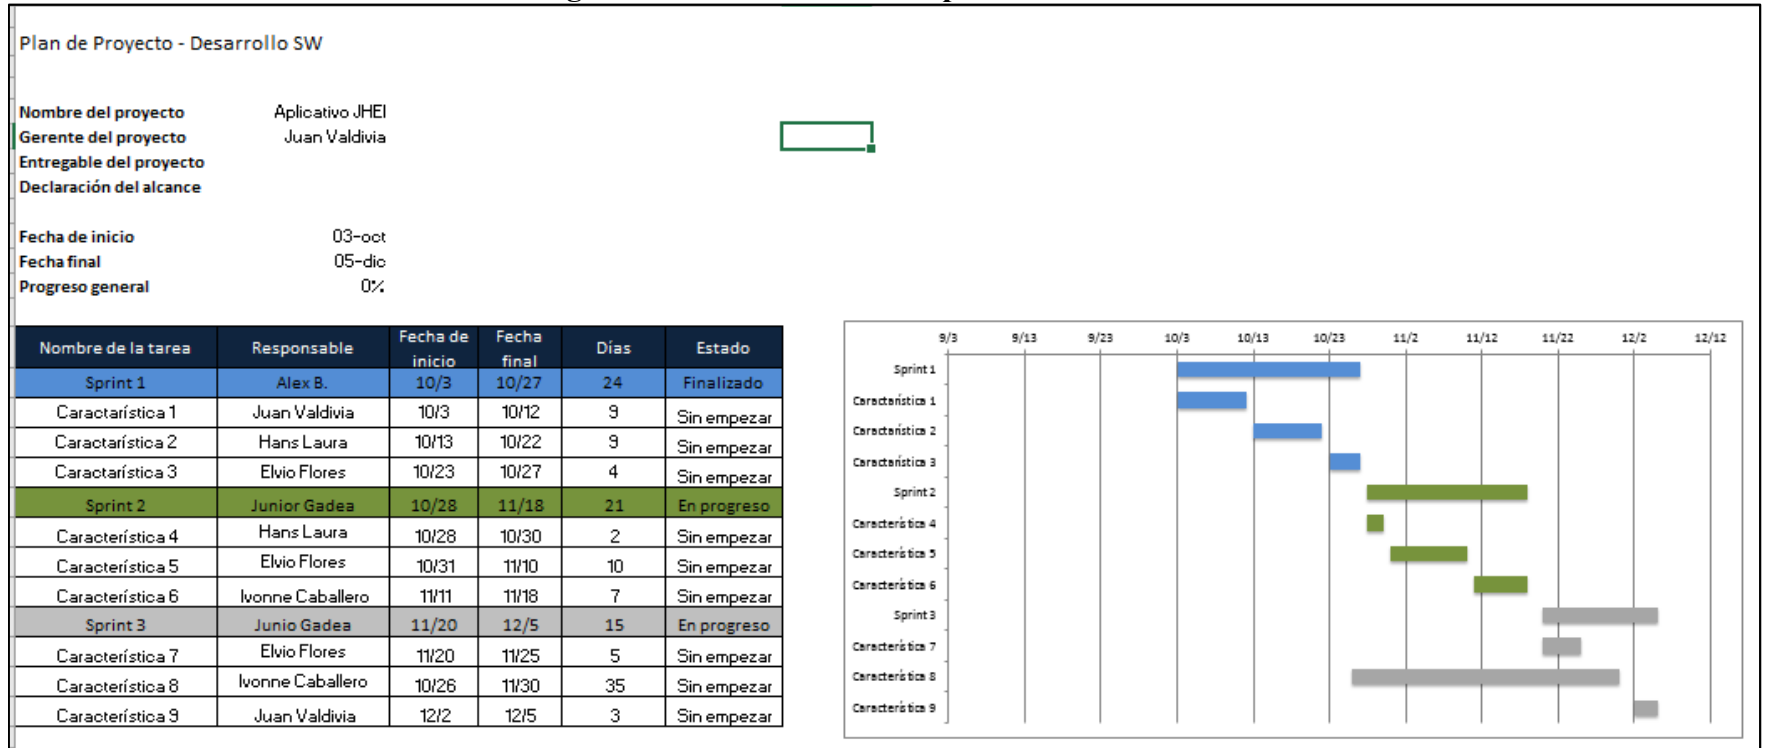 Plan de Proyecto - Desarrollo SW
Nombre del proyecto Aplicativo JHEI
Gerente del proyecto Juan Valdivia
Entregable del proyecto
Declaración del alcance
Fecha de inicio 03-oct
Fecha final 05-dic
Progreso general 0%
Nombre de la tarea Responsable Fecha de inicio Fecha final Días Estado
Sprint 1 Alex B. 10/3 10/27 24 Finalizado
Caractarística 1 Juan Valdivia 10/3 10/12 9 Sin empezar
Caractarística 2 Hans Laura 10/13 10/22 9 Sin empezar
Caractarística 3 Elvio Flores 10/23 10/27 4 Sin empezar
Sprint 2 Junior Gadea 10/28 11/18 21 En progreso
Característica 4 Hans Laura 10/28 10/30 2 Sin empezar
Característica 5 Elvio Flores 10/31 11/10 10 Sin empezar
Característica 6 Ivonne Caballero 11/11 11/18 7 Sin empezar
Sprint 3 Junio Gadea 11/20 12/5 15 En progreso
Característica 7 Elvio Flores 11/20 11/25 5 Sin empezar
Característica 8 Ivonne Caballero 10/26 11/30 35 Sin empezar
Característica 9 Juan Valdivia 12/2 12/5 3 Sin empezar
9/3 9/13 9/23 10/3 10/13 10/23 11/2 11/12 11/22 12/2 12/12
Sprint 1
Caractarística 1
Caractarística 2
Caractarística 3
Sprint 2
Característica 4
Característica 5
Característica 6
Sprint 3
Característica 7
Característica 8
Característica 9